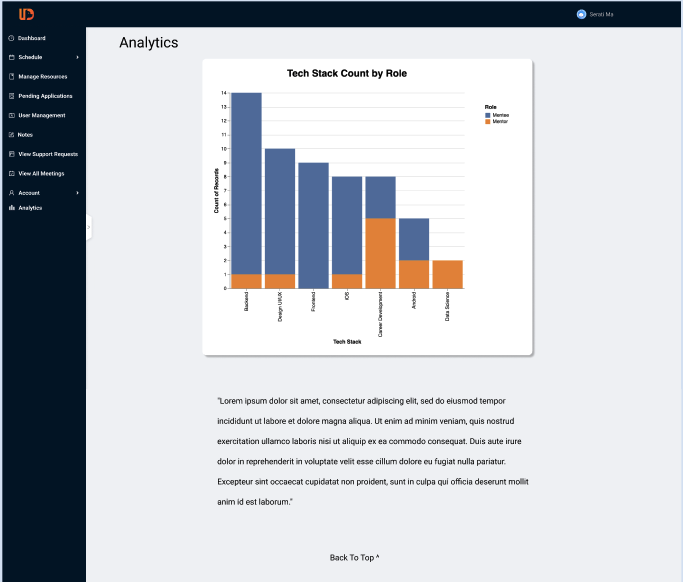 UD
Serati Ma
Dashboard
Schedule
Manage Resources
Pending Applications
User Management
Notes
View Support Requests
View All Meetings
Account
Analytics
Analytics
Tech Stack Count by Role
Count of Records
14
13
12
11
10
9
8
7
6
5
4
3
2
1
0
Backend
Design UI/UX
Frontend
iOS
Career Development
Android
Data Science
Tech Stack
Role
Mentee
Mentor
"Lorem ipsum dolor sit amet, consectetur adipiscing elit, sed do eiusmod tempor
incididunt ut labore et dolore magna aliqua. Ut enim ad minim veniam, quis nostrud
exercitation ullamco laboris nisi ut aliquip ex ea commodo consequat. Duis aute irure
dolor in reprehenderit in voluptate velit esse cillum dolore eu fugiat nulla pariatur.
Excepteur sint occaecat cupidatat non proident, sunt in culpa qui officia deserunt mollit
anim id est laborum."
Back To Top ^